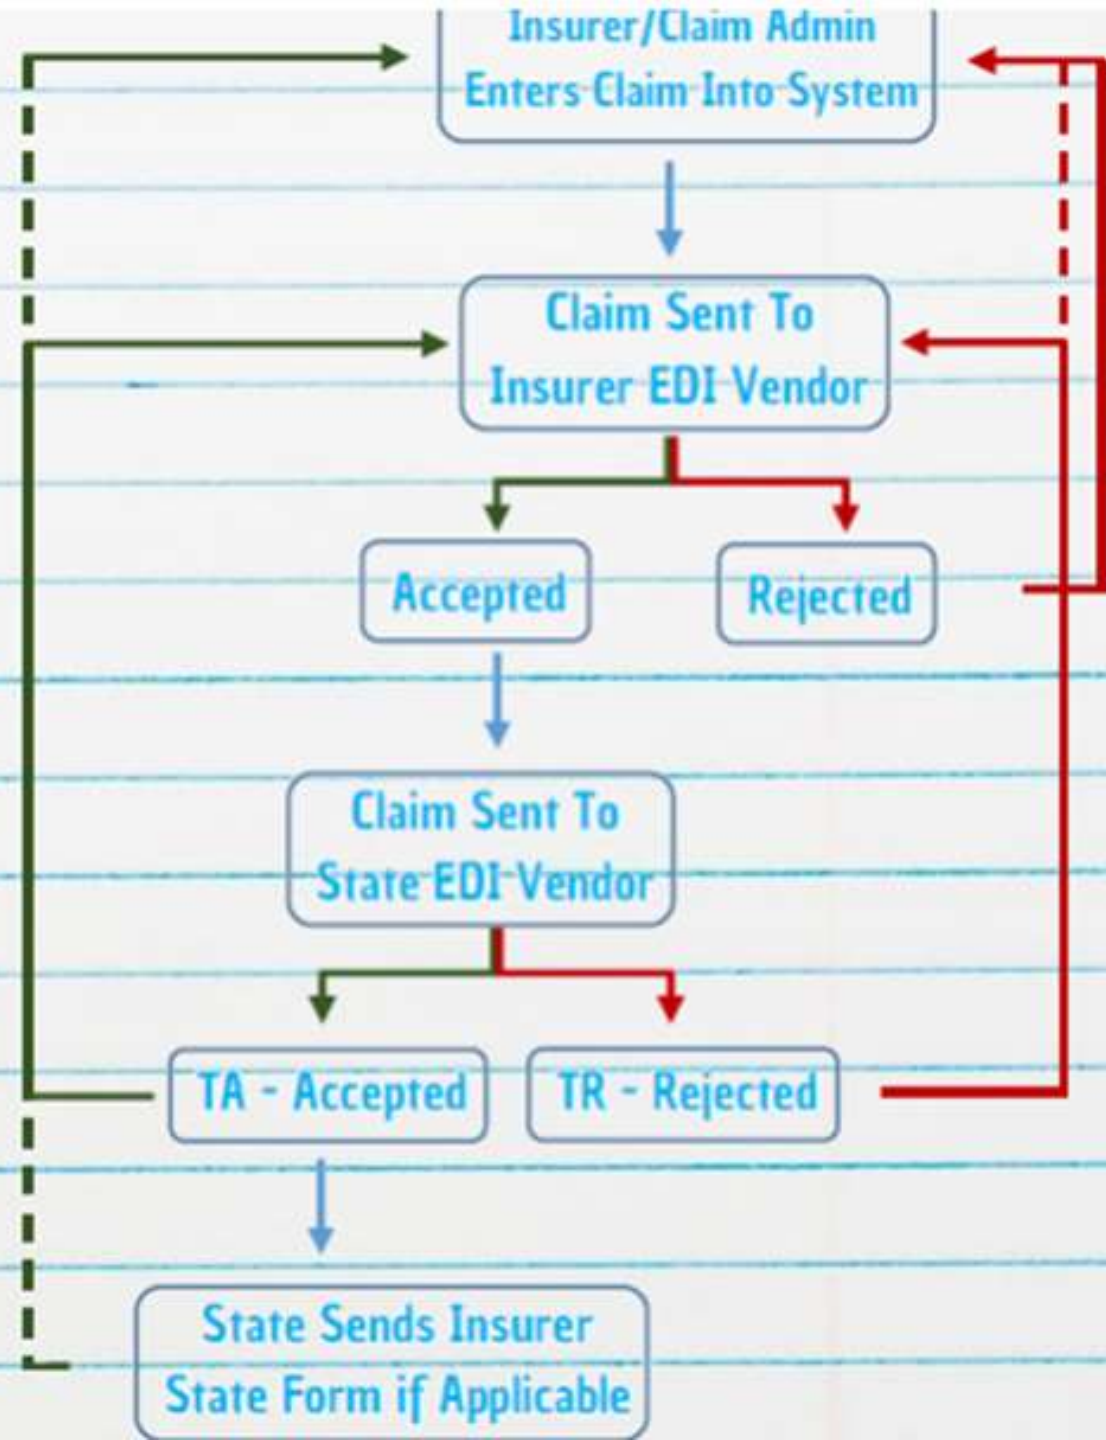 Insurer/Claim Admin
Enters Claim Into System
Claim Sent To
Insurer EDI Vendor
Accepted
Rejected
Claim Sent To
State EDI Vendor
TA - Accepted
TR - Rejected
State Sends Insurer
State Form if Applicable